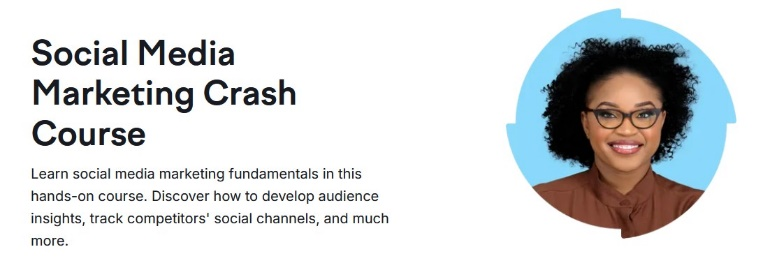 Social Media
Marketing Crash
Course
Learn social media marketing fundamentals in this
hands-on course. Discover how to develop audience
insights, track competitors' social channels, and much
more.